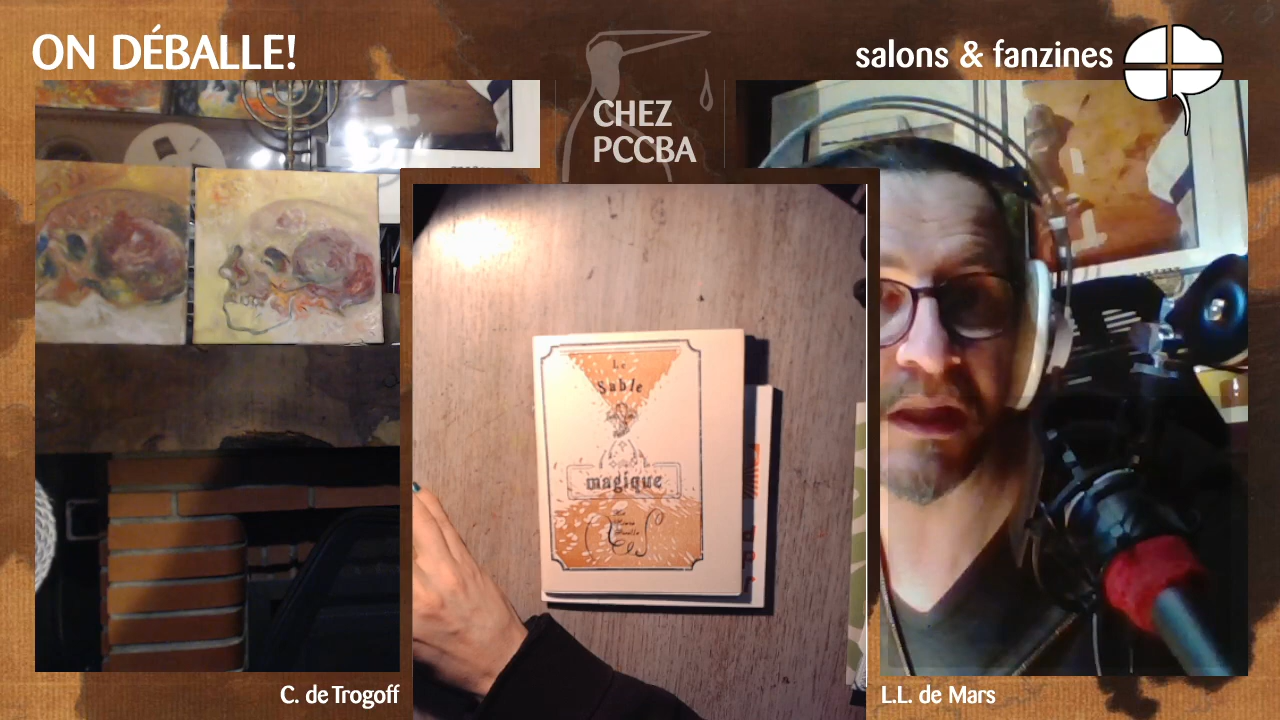 ON DÉBALLE!
CHEZ
PCCBA
salons & fanzines
Le
Sable
magique
C. de Trogoff
L.L. de Mars